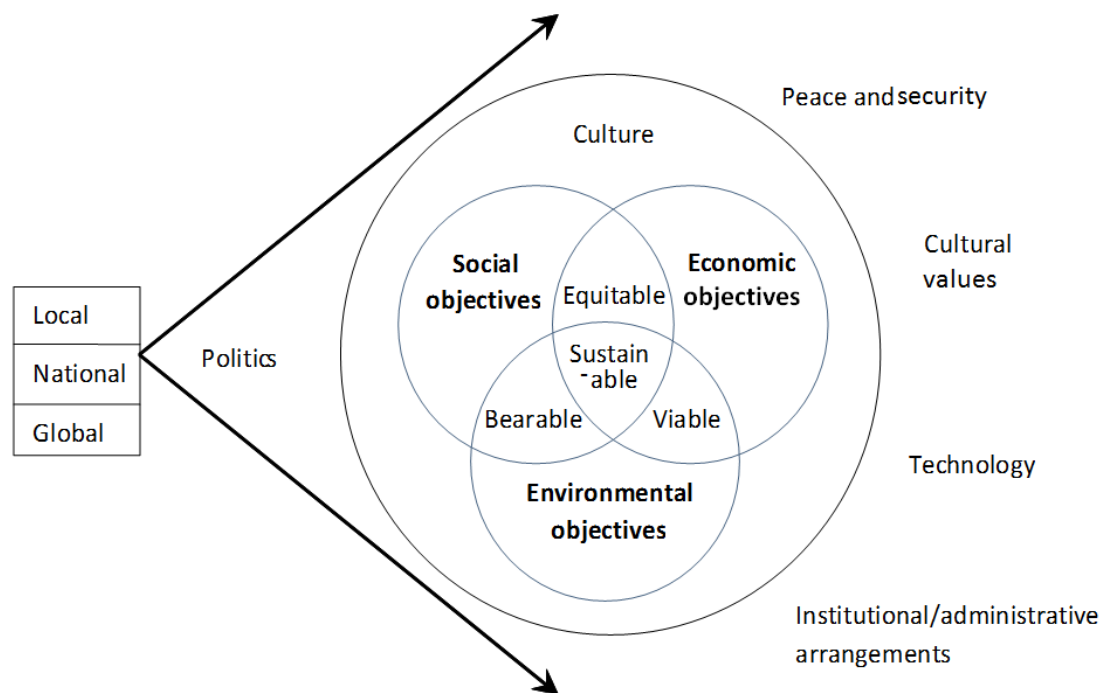 Peace and security
Culture
Cultural
values
Social
objectives
Economic
objectives
Equitable
Local
National
Global
Politics
Sustain
-able
Bearable
Viable
Technology
Environmental
objectives
Institutional/administrative
arrangements